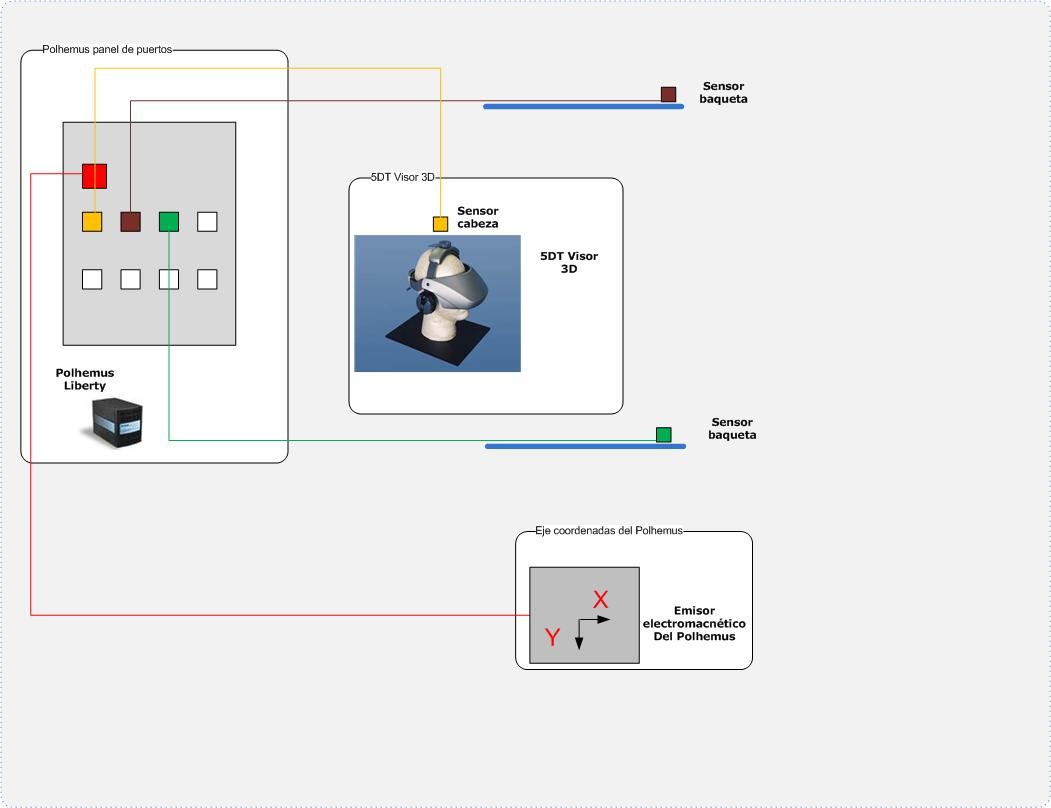 Polhemus panel de puertos
Sensor
baqueta
5DT Visor 3D
Sensor
cabeza
5DT Visor
3D
Polhemus
Liberty
Sensor
baqueta
Eje coordenadas del Polhemus
X
Y
Emisor
electromacnético
Del Polhemus